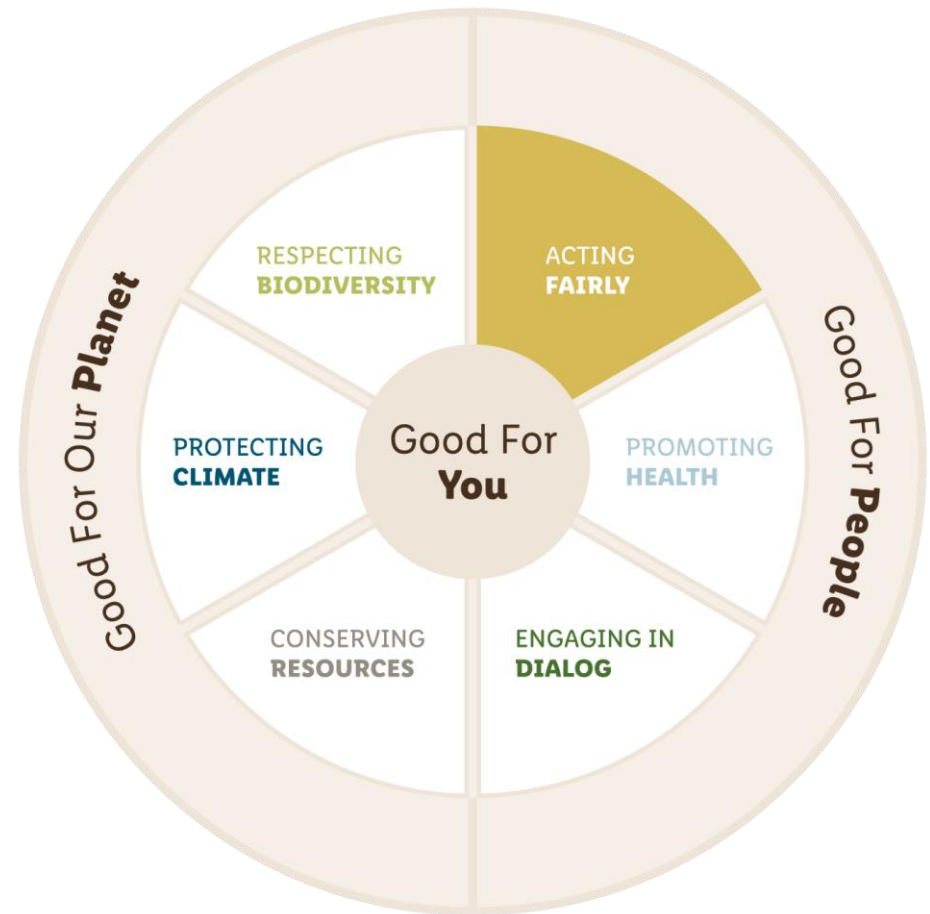 RESPECTING
BIODIVERSITY
ACTING
FAIRLY
Good For Our Planet
Good For People
PROTECTING
CLIMATE
Good For
You
PROMOTING
HEALTH
CONSERVING
RESOURCES
ENGAGING IN
DIALOG